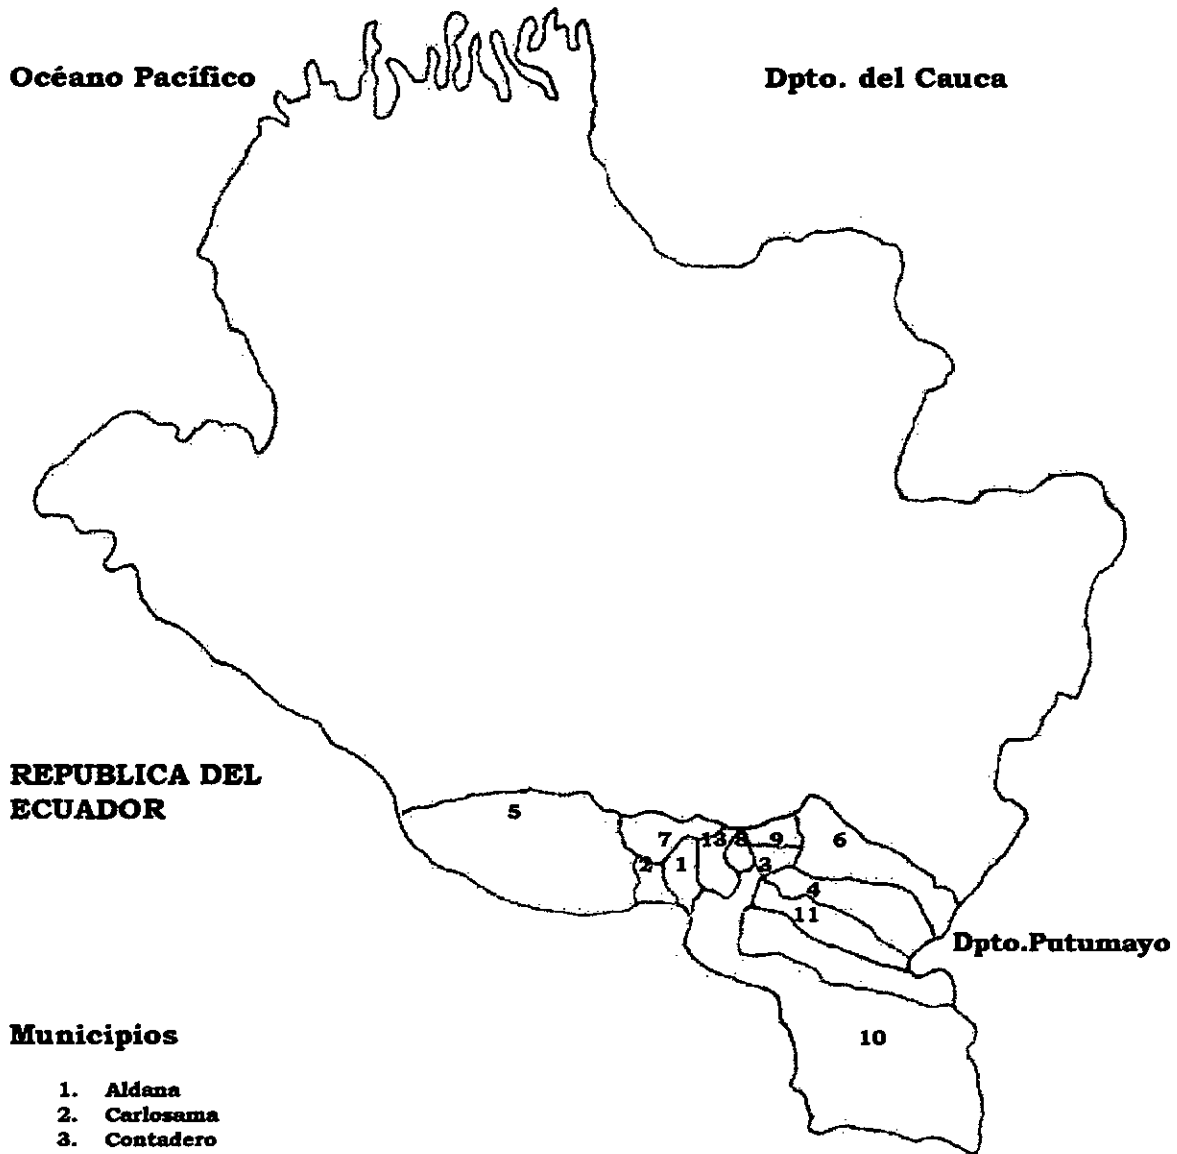 Océano Pacífico
Dpto. del Cauca
REPUBLICA DEL
ECUADOR
5
7
13
8
9
6
2
1
3
4
11
Dpto.Putumayo
10
Municipios
1. Aldana
2. Carlosama
3. Contadero